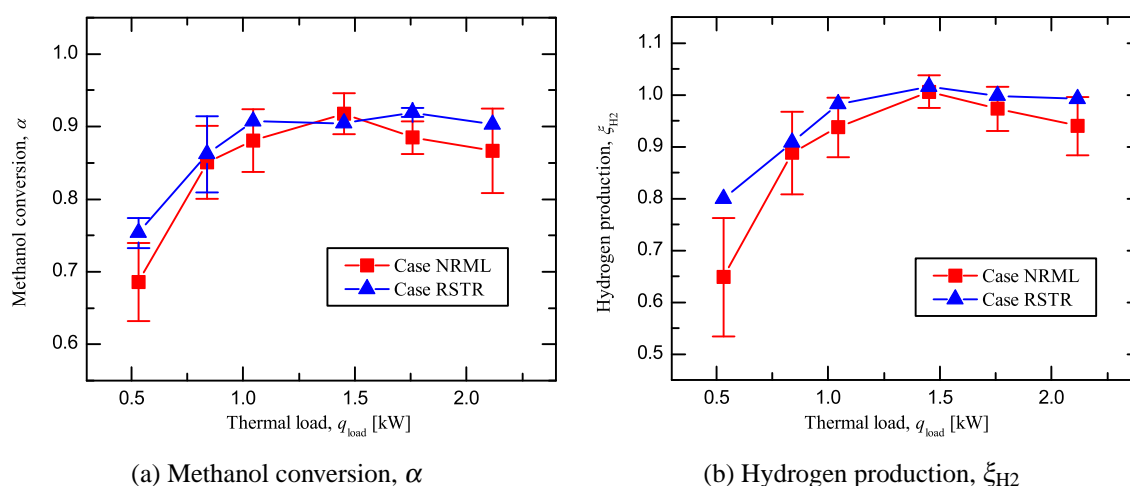 1.0
0.9
0.8
0.7
0.6
Methanol conversion, α
Case NRML
Case RSTR
0.5 1.0 1.5 2.0
Thermal load, qload [kW]
(a) Methanol conversion, α
1.1
1.0
0.9
0.8
0.7
0.6
0.5
Hydrogen production, ξH2
Case NRML
Case RSTR
0.5 1.0 1.5 2.0
Thermal load, qload [kW]
(b) Hydrogen production, ξH2